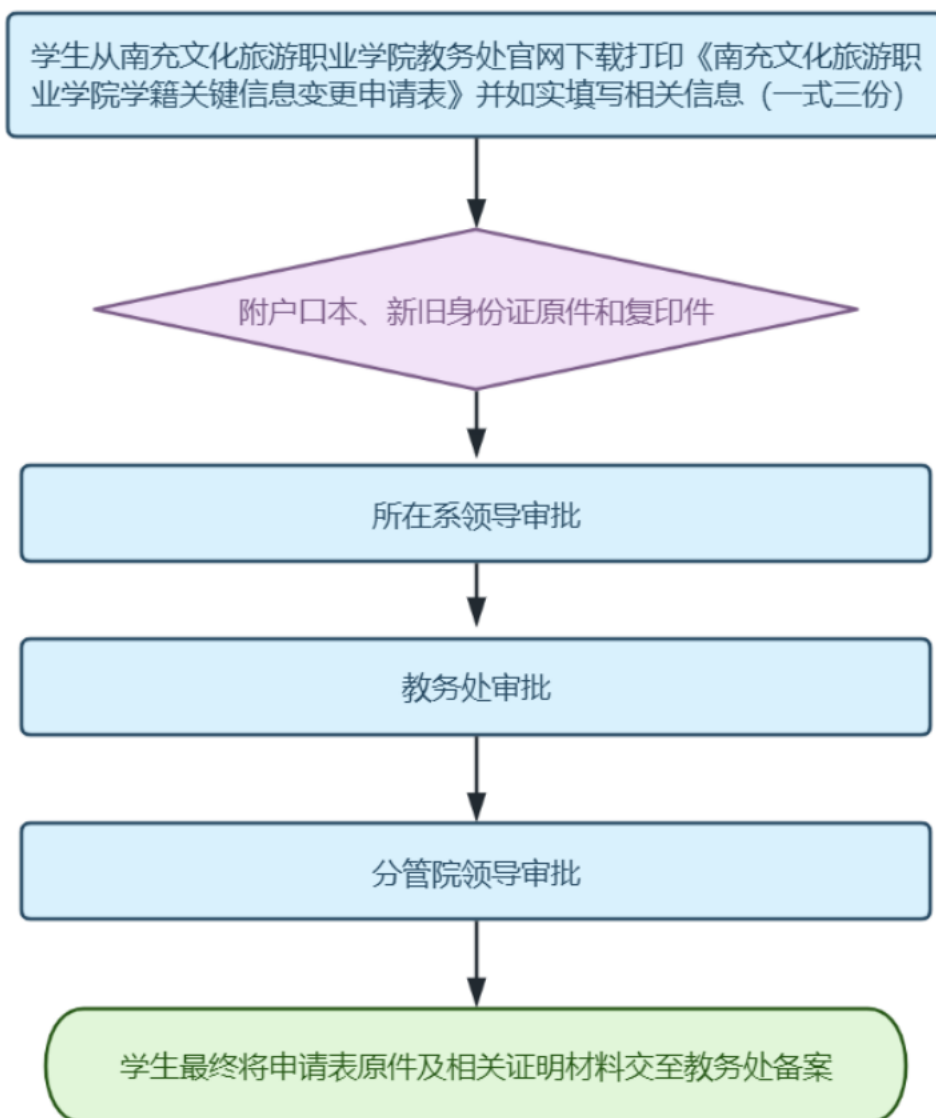 学生从南充文化旅游职业学院教务处官网下载打印《南充文化旅游职
业学院学籍关键信息变更申请表》并如实填写相关信息（一式三份）
附户口本、新旧身份证原件和复印件
所在系领导审批
教务处审批
分管院领导审批
学生最终将申请表原件及相关证明材料交至教务处备案